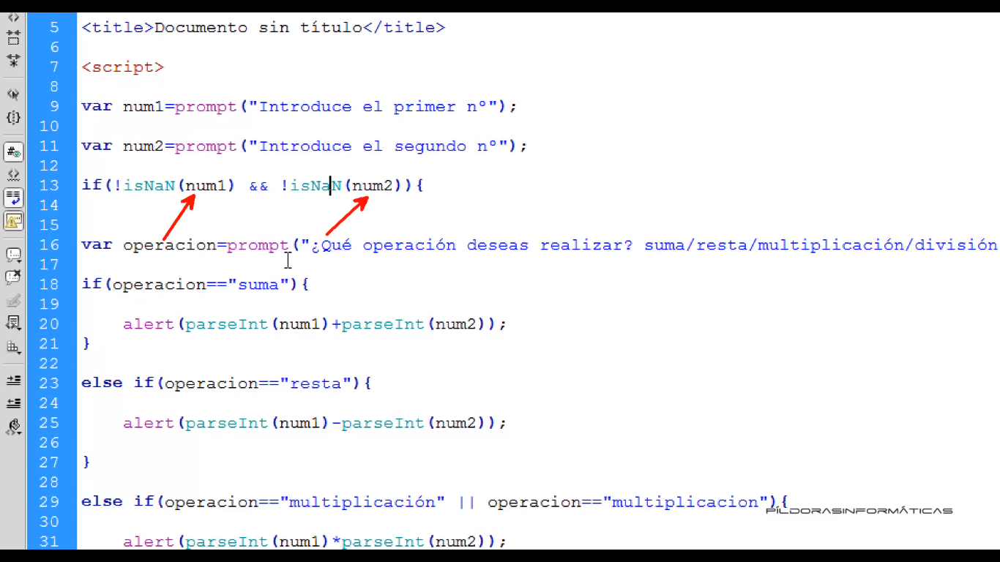 5 <title>Documento sin título</title>
6
7 <script>
8
9 var num1=prompt("Introduce el primer nº");
10
11 var num2=prompt("Introduce el segundo nº");
12
13 if(!isNaN(num1) && !isNaN(num2)){
14
15
16 var operacion=prompt("¿Qué operación deseas realizar? suma/resta/multiplicación/división
17
18 if(operacion=="suma"){
19
20 alert(parseInt(num1)+parseInt(num2));
21 }
22
23 else if(operacion=="resta"){
24
25 alert(parseInt(num1)-parseInt(num2));
26
27 }
28
29 else if(operacion=="multiplicación" || operacion=="multiplicacion"){
PÍLDORASINFORMÁTICAS
30
31 alert(parseInt(num1)*parseInt(num2));